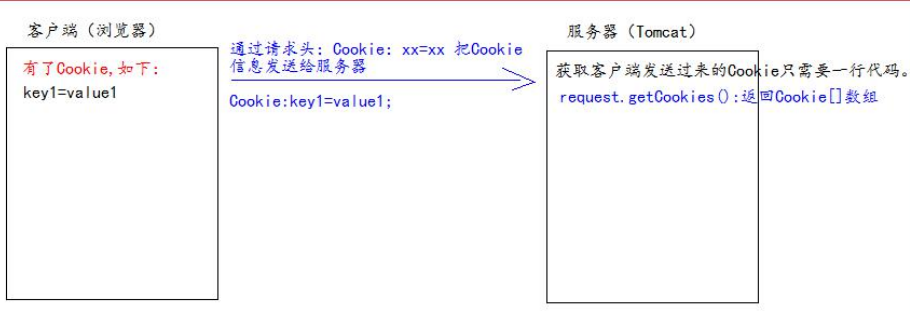 客户端（浏览器）
有了Cookie,如下：
key1=value1
通过请求头：Cookie: xx=xx 把Cookie
信息发送给服务器
Cookie:key1=value1;
服务器（Tomcat）
获取客户端发送过来的Cookie只需要一行代码。
request.getCookies():返回Cookie[]数组